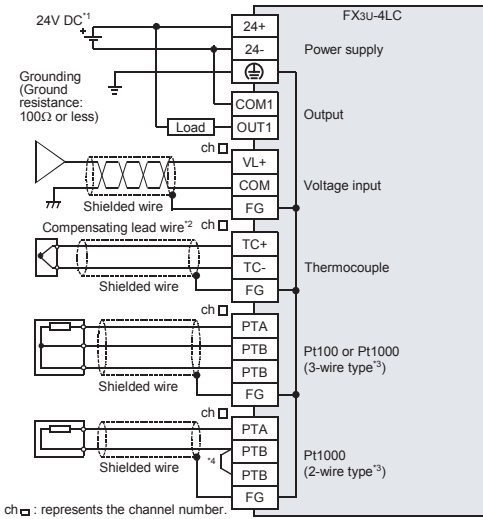 FX3U-4LC
24V DC*1
+
24+
24-
Power supply
Grounding
(Ground
resistance:
100Ω or less)
COM1
Load
OUT1
Output
ch
VL+
COM
FG
Voltage input
Shielded wire
Compensating lead wire*2
ch
TC+
TC-
FG
Thermocouple
Shielded wire
ch
PTA
PTB
PTB
FG
Pt100 or Pt1000
(3-wire type*3)
Shielded wire
ch
PTA
PTB
PTB
FG
*4
Pt1000
(2-wire type*3)
Shielded wire
ch : represents the channel number.